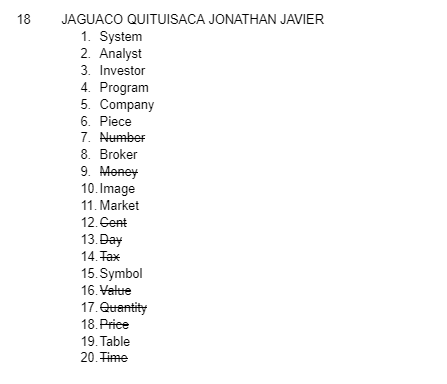 18 JAGUACO QUITUISACA JONATHAN JAVIER
1. System
2. Analyst
3. Investor
4. Program
5. Company
6. Piece
7. Number
8. Broker
9. Money
10. Image
11. Market
12. Cent
13. Day
14. Tax
15. Symbol
16. Value
17. Quantity
18. Price
19. Table
20. Time